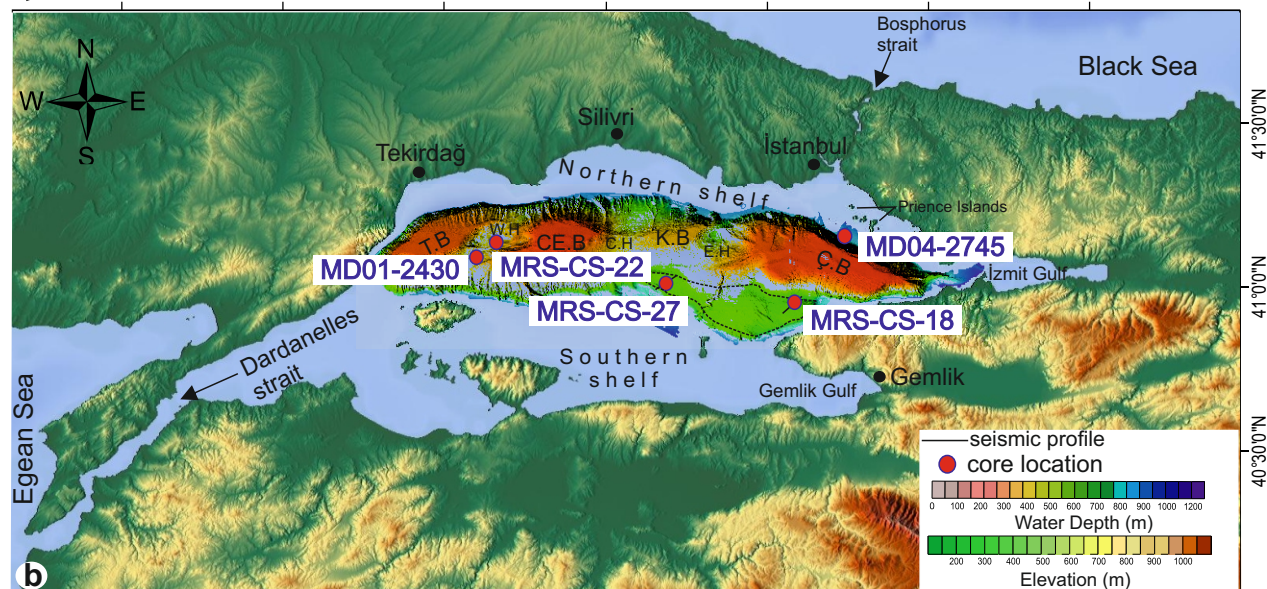 Bosphorus
strait
Black Sea
N
W
E
S
Silivri
Tekirdağ
İstanbul
41°30'0"N
Northern shelf
Prience Islands
T.B
W.H
CE.B
C.H
K.B
E.H
Ç.B
MD04-2745
MD01-2430
MRS-CS-22
İzmit Gulf
41°0'0"N
MRS-CS-27
MRS-CS-18
Dardanelles
strait
Southern
shelf
Gemlik Gulf
Gemlik
Egean Sea
40°30'0"N
seismic profile
core location
0 100 200 300 400 500 600 700 800 900 1000 1100 1200
Water Depth (m)
200 300 400 500 600 700 800 900 1000
Elevation (m)
b